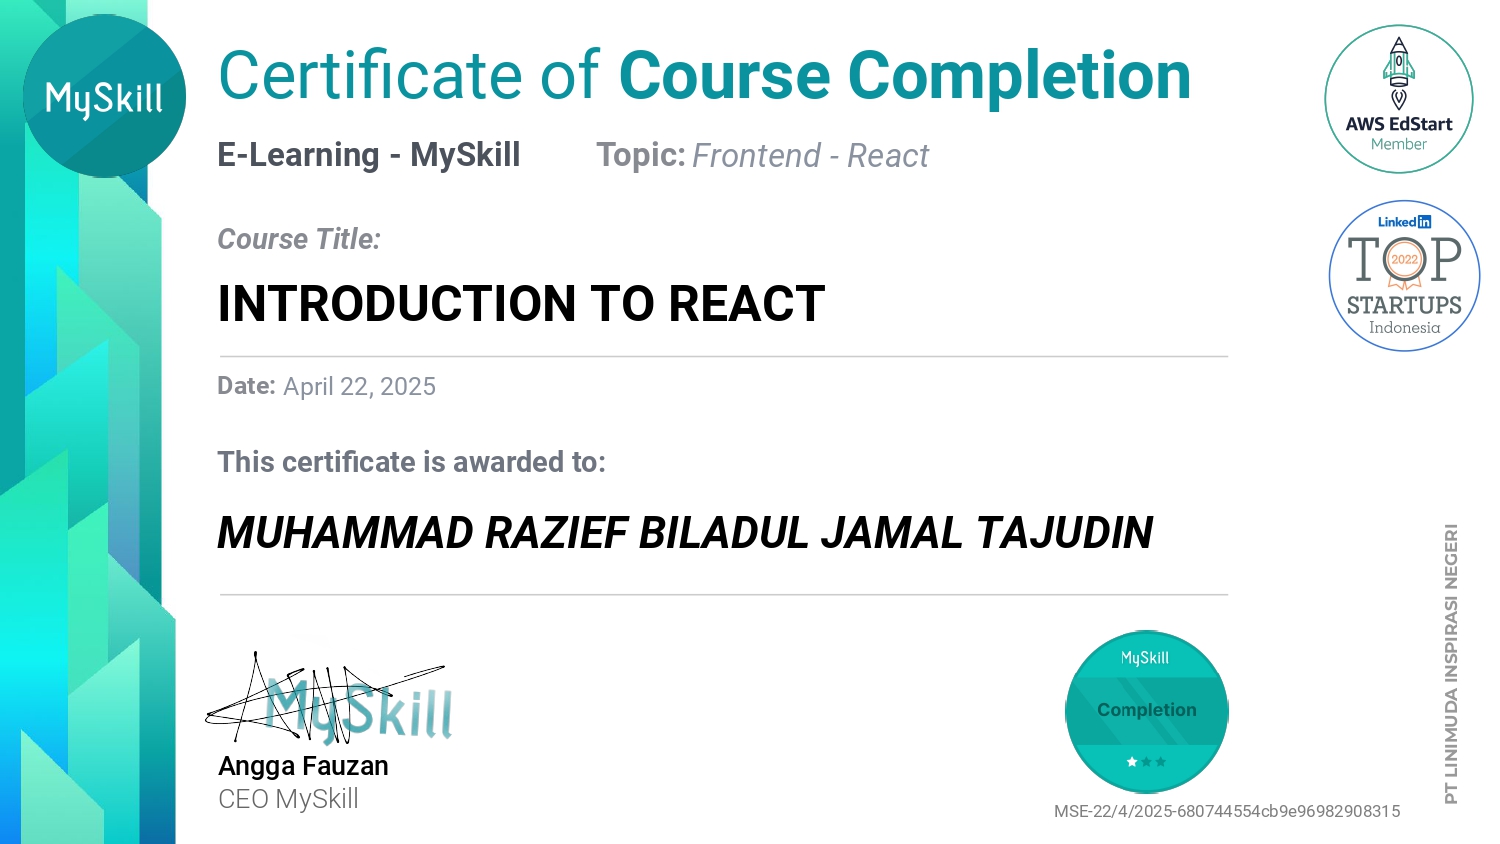 MySkill
Certificate of Course Completion
E-Learning - MySkill
Topic: Frontend - React
AWS EdStart
Member
Linked in
TOP
2022
STARTUPS
Indonesia
Course Title:
INTRODUCTION TO REACT
Date: April 22, 2025
This certificate is awarded to:
MUHAMMAD RAZIEF BILADUL JAMAL TAJUDIN
MySkill
Angga Fauzan
CEO MySkill
MySkill
Completion
MSE-22/4/2025-680744554cb9e96982908315
PT LINIMUDA INSPIRASI NEGERI